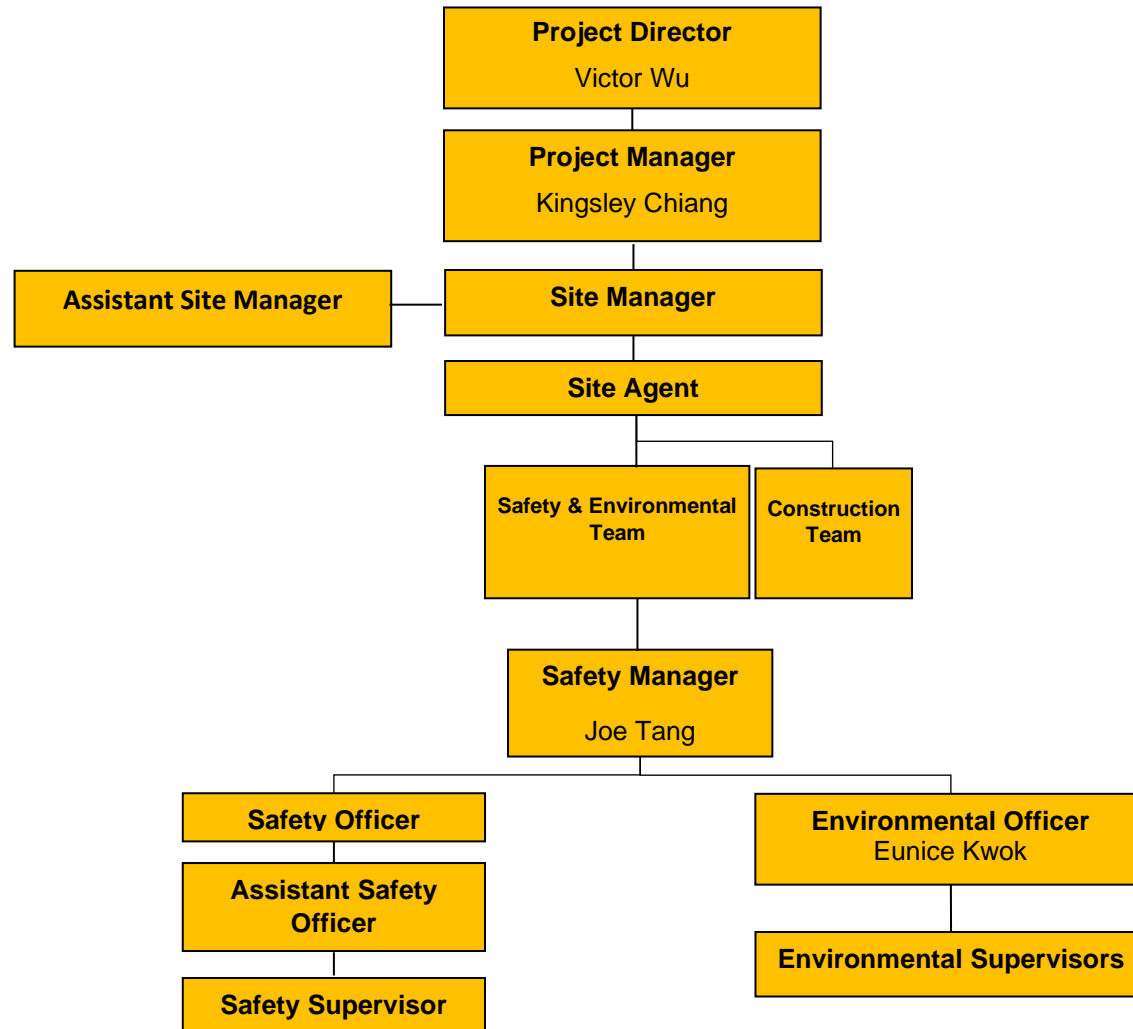 Project Director
Victor Wu
Project Manager
Kingsley Chiang
Assistant Site Manager
Site Manager
Site Agent
Safety & Environmental
Team
Construction
Team
Safety Manager
Joe Tang
Safety Officer
Environmental Officer
Eunice Kwok
Assistant Safety
Officer
Environmental Supervisors
Safety Supervisor